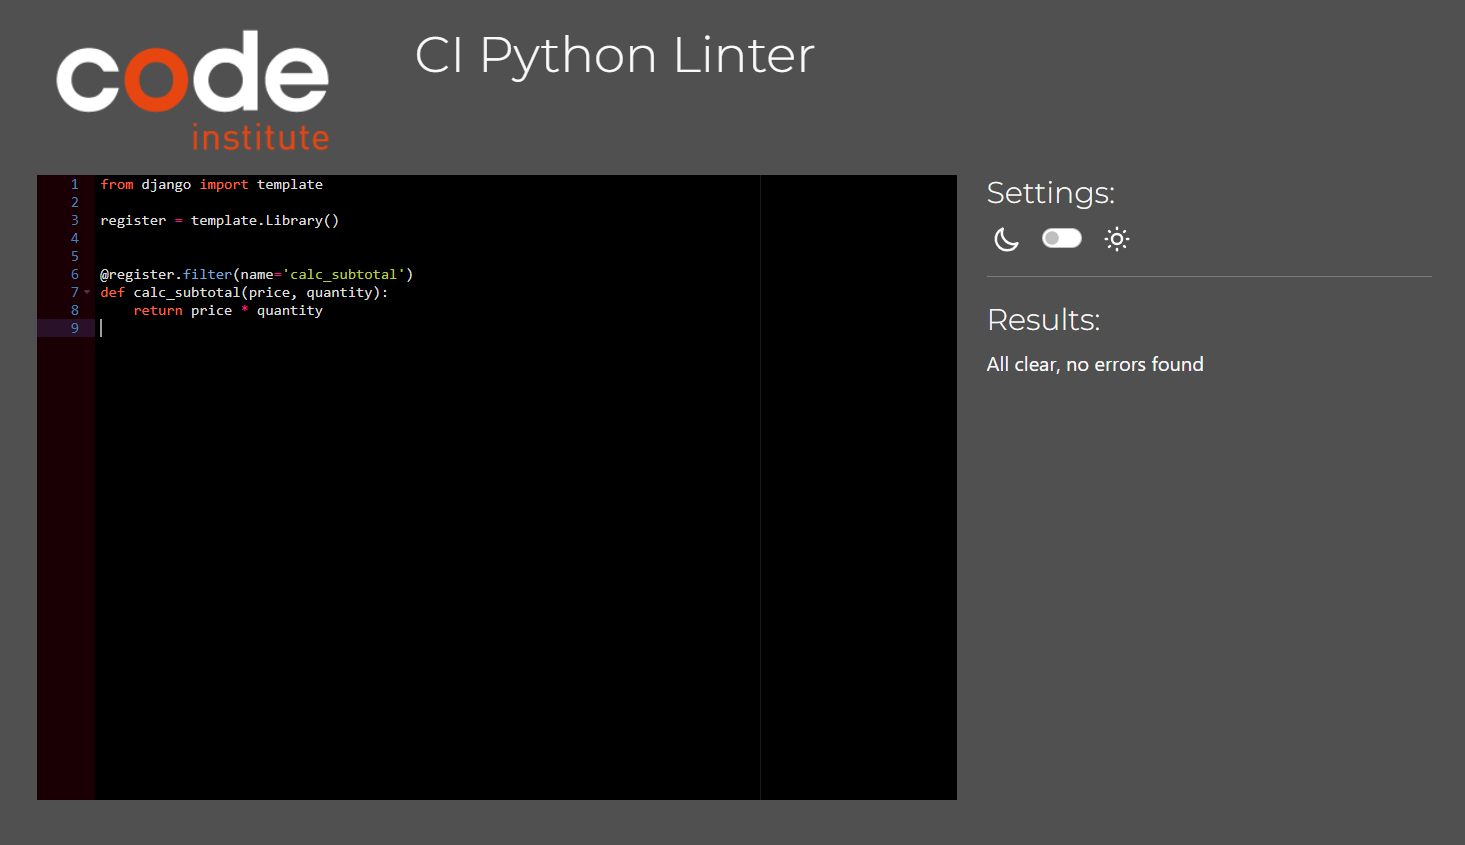 code
institute
CI Python Linter
1 from django import template
2
3 register = template.Library()
4
5
6 @register.filter(name='calc_subtotal')
7 def calc_subtotal(price, quantity):
8     return price * quantity
9
Settings:
Results:
All clear, no errors found